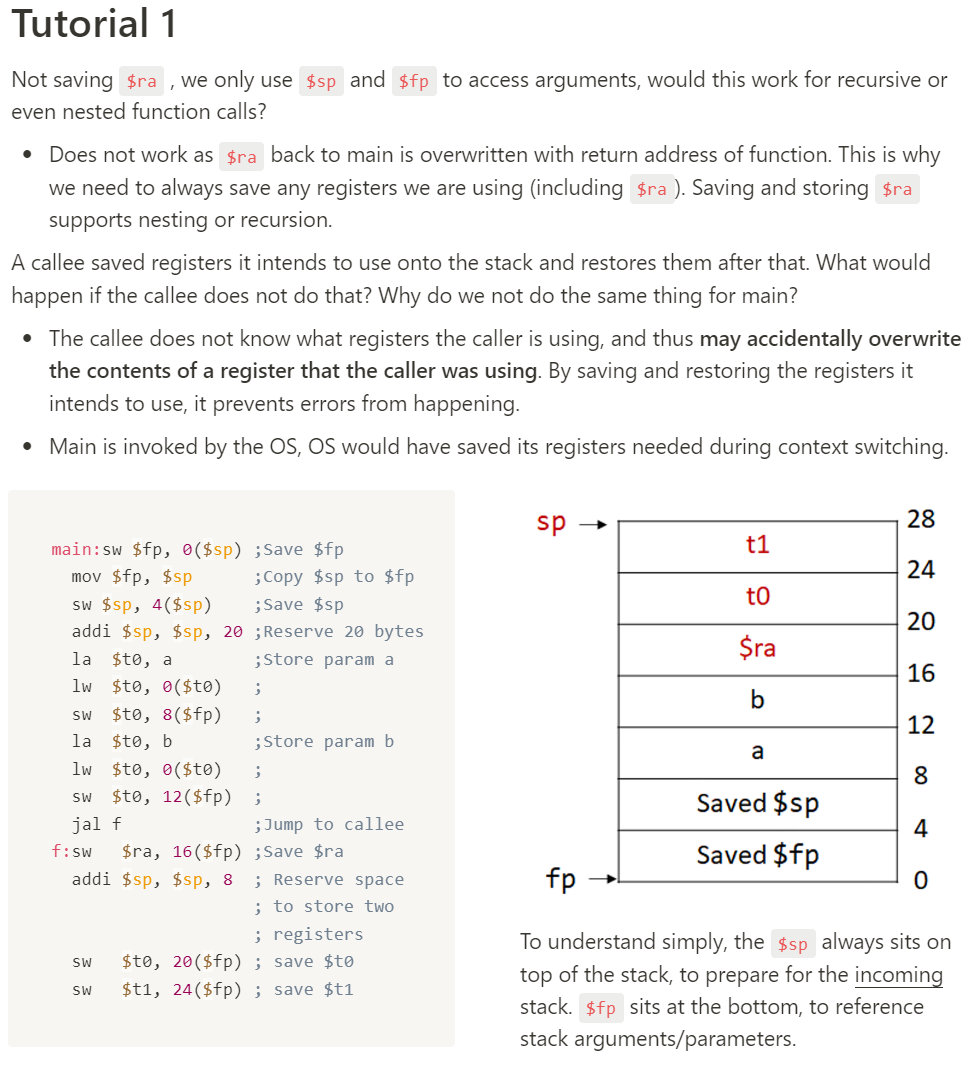 Tutorial 1
Not saving $ra , we only use $sp and $fp to access arguments, would this work for recursive or
even nested function calls?
• Does not work as $ra back to main is overwritten with return address of function. This is why
we need to always save any registers we are using (including $ra ). Saving and storing $ra
supports nesting or recursion.
A callee saved registers it intends to use onto the stack and restores them after that. What would
happen if the callee does not do that? Why do we not do the same thing for main?
• The callee does not know what registers the caller is using, and thus may accidentally overwrite
the contents of a register that the caller was using. By saving and restoring the registers it
intends to use, it prevents errors from happening.
• Main is invoked by the OS, OS would have saved its registers needed during context switching.
main:sw $fp, 0($sp) ;Save $fp
mov $fp, $sp ;Copy $sp to $fp
sw $sp, 4($sp) ;Save $sp
addi $sp, $sp, 20 ;Reserve 20 bytes
la $t0, a ;Store param a
lw $t0, 0($t0) ;
sw $t0, 8($fp) ;
la $t0, b ;Store param b
lw $t0, 0($t0) ;
sw $t0, 12($fp) ;
jal f ;Jump to callee
f:sw $ra, 16($fp) ;Save $ra
addi $sp, $sp, 8 ; Reserve space
; to store two
; registers
sw $t0, 20($fp) ; save $t0
sw $t1, 24($fp) ; save $t1
sp
28
t1
24
t0
20
$ra
16
b
12
a
8
Saved $sp
4
Saved $fp
fp
0
To understand simply, the $sp always sits on
top of the stack, to prepare for the incoming
stack. $fp sits at the bottom, to reference
stack arguments/parameters.